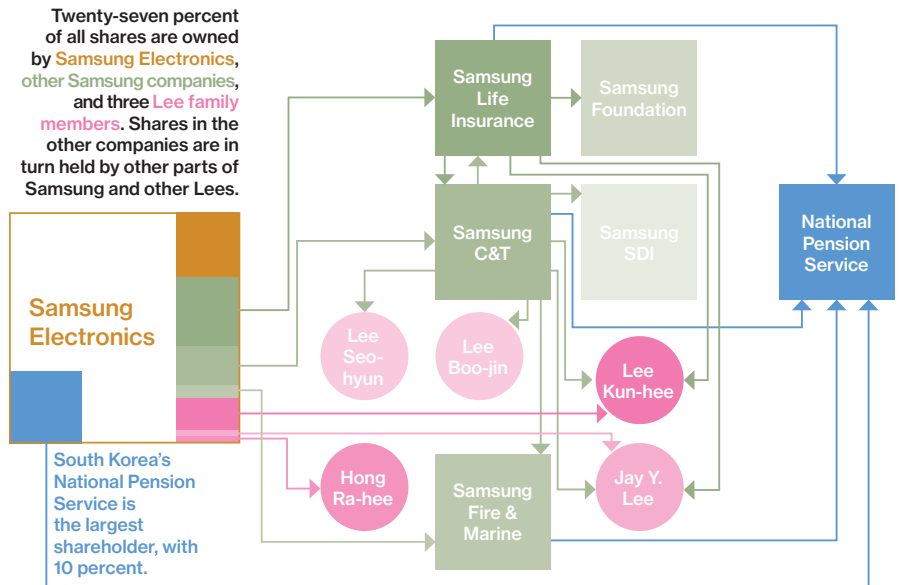 Twenty-seven percent
of all shares are owned
by Samsung Electronics,
other Samsung companies,
and three Lee family
members. Shares in the
other companies are in
turn held by other parts of
Samsung and other Lees.
Samsung
Electronics
South Korea’s
National Pension
Service is
the largest
shareholder, with
10 percent.
Samsung
Life
Insurance
Samsung
Foundation
Samsung
C&T
Samsung
SDI
National
Pension
Service
Lee
Seo-
hyun
Lee
Boo-jin
Lee
Kun-hee
Hong
Ra-hee
Samsung
Fire &
Marine
Jay Y.
Lee